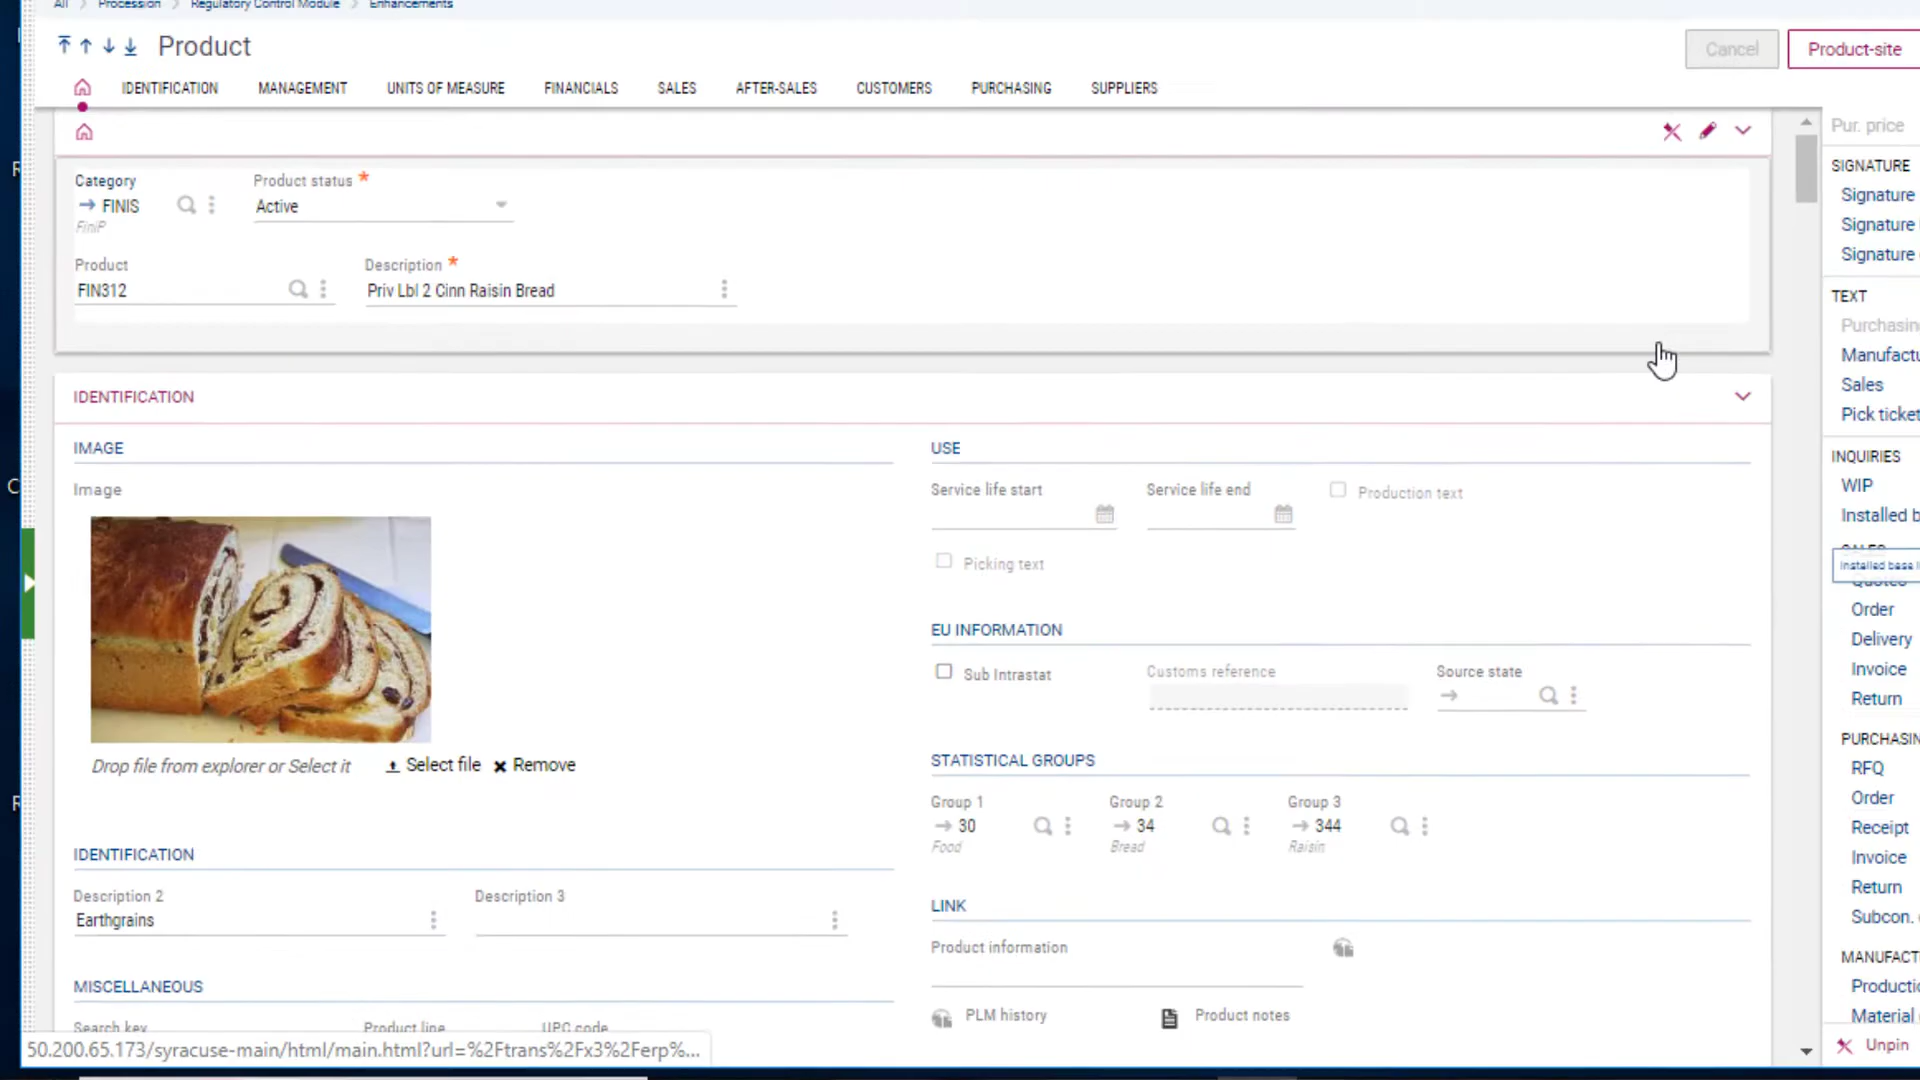 All > Procession > Regulatory Control Module > Enhancements
Product
Cancel
Product-site
IDENTIFICATION MANAGEMENT UNITS OF MEASURE FINANCIALS SALES AFTER-SALES CUSTOMERS PURCHASING SUPPLIERS
Category
FINIS
FiniP
Product status *
Active
Product
FIN312
Description *
Priv Lbl 2 Cinn Raisin Bread
IDENTIFICATION
IMAGE
Image
Drop file from explorer or Select it
Select file
Remove
IDENTIFICATION
Description 2
Earthgrains
Description 3
MISCELLANEOUS
Search key
Product line
UPC code
USE
Service life start
Service life end
Production text
Picking text
EU INFORMATION
Sub Intrastat
Customs reference
Source state
STATISTICAL GROUPS
Group 1
30
Food
Group 2
34
Bread
Group 3
344
Raisin
LINK
Product information
PLM history
Product notes
Pur. price
SIGNATURE
Signature
Signature
Signature
TEXT
Purchasin
Manufactu
Sales
Pick ticket
INQUIRIES
WIP
Installed b
SALES
Installed base
Quotes
Order
Delivery
Invoice
Return
PURCHASIN
RFQ
Order
Receipt
Invoice
Return
Subcon.
MANUFACT
Productio
Material
Unpin
50.200.65.173/syracuse-main/html/main.html?url=%2Ftrans%2Fx3%2Ferp%...